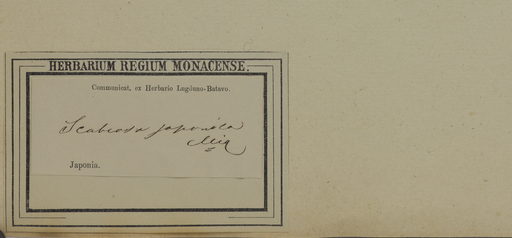 HERBARIUM REGIUM MONACENSE.
Communicat. ex Herbario Lugduno-Batavo.
Scabiosa japonica
Miq
Japonia.